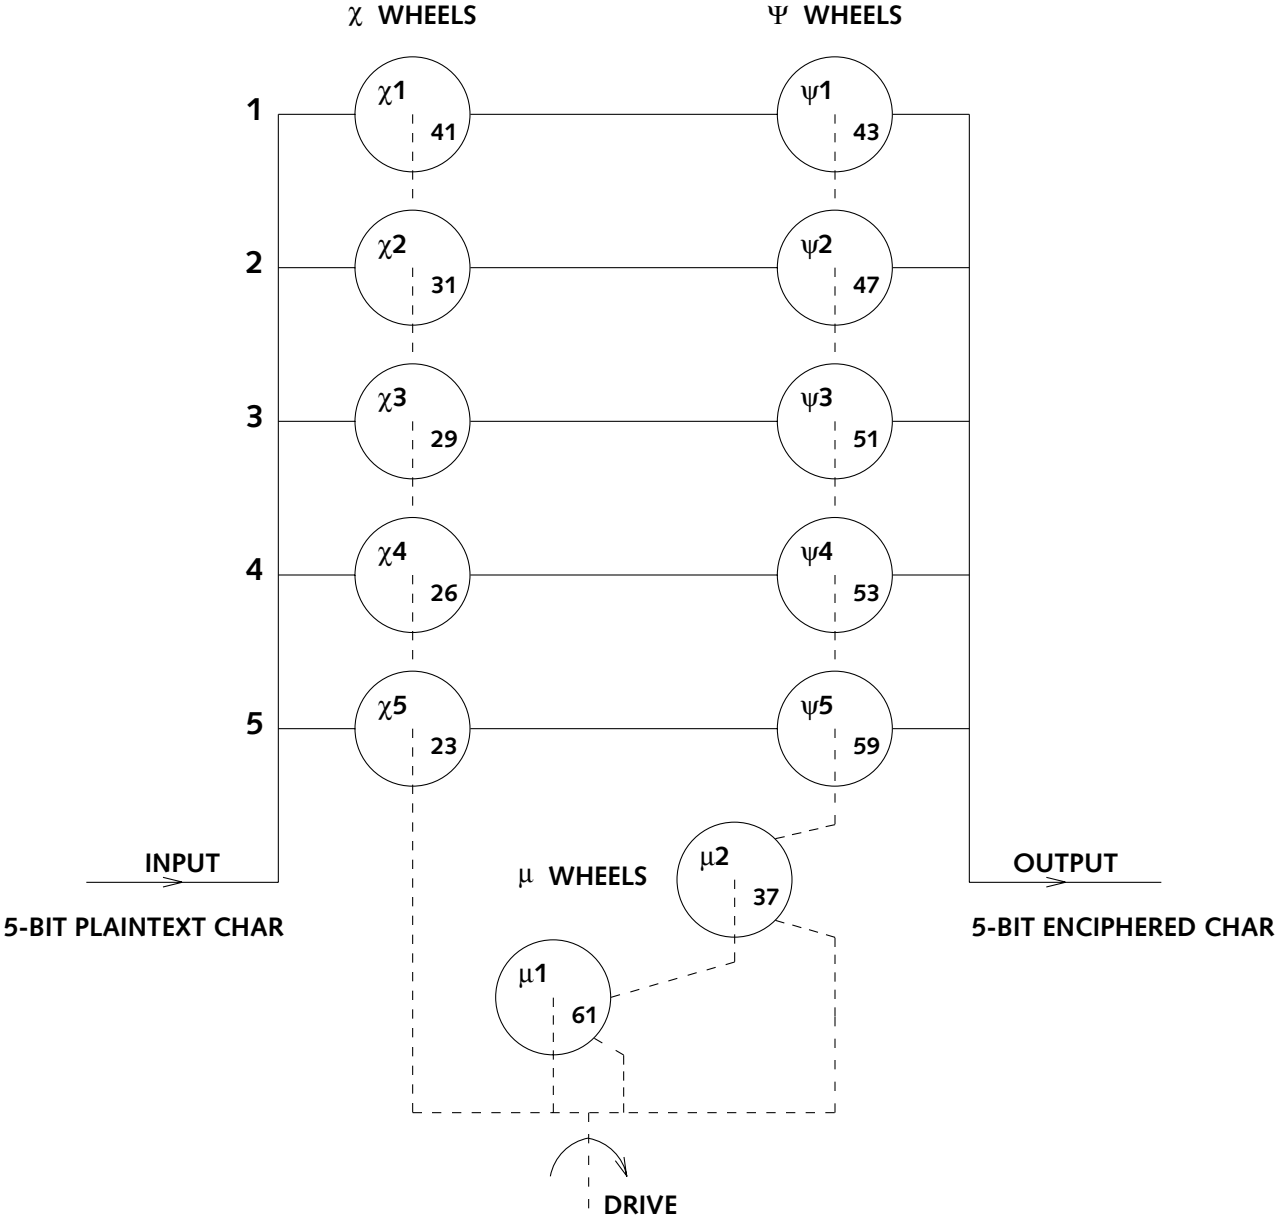 χ WHEELS Ψ WHEELS
χ1 ψ1
1 41 43
χ2 ψ2
2 31 47
χ3 ψ3
3 29 51
χ4 ψ4
4 26 53
χ5 ψ5
5 23 59
μ2
INPUT μ WHEELS OUTPUT
37
5-BIT PLAINTEXT CHAR 5-BIT ENCIPHERED CHAR
μ1
61
DRIVE